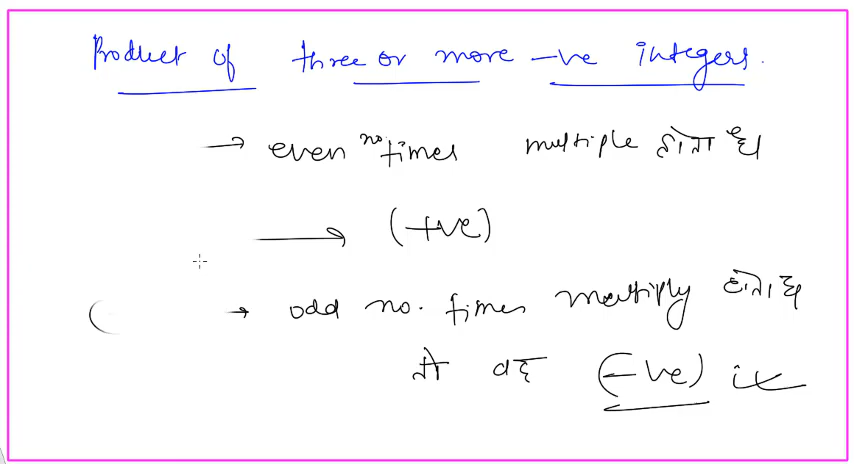 Product of three or more -ve integers.
→ even no. times multiple होता है
→ (+ve)
→ odd no. times multiply होता है
तो वह (-ve)